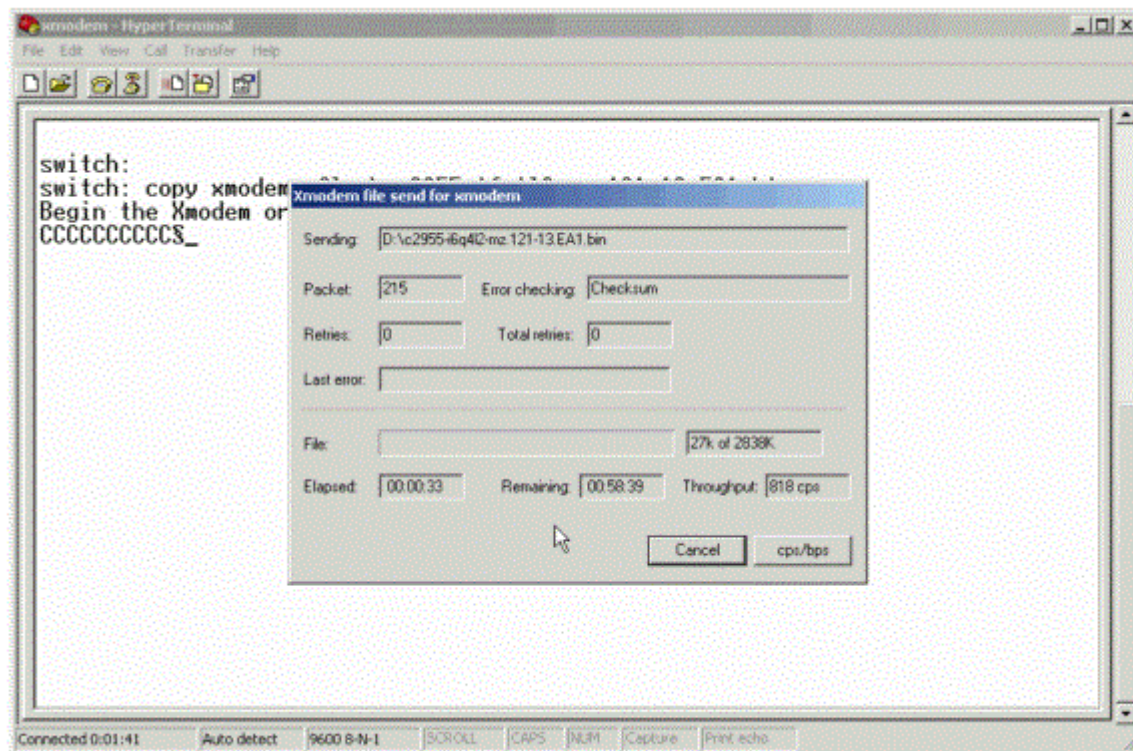 xmodem - HyperTerminal
File Edit View Call Transfer Help
switch:
switch: copy xmodem
Begin the Xmodem or
CCCCCCCCCCC
Xmodem file send for xmodem
Sending: D:\c2955-i6q4l2-mz.121-13.EA1.bin
Packet: 215 Error checking: Checksum
Retries: 0 Total retries: 0
Last error:
File: 27k of 2838K
Elapsed: 00:00:33 Remaining: 00:58:39 Throughput: 818 cps
Cancel cps/bps
Connected 0:01:41 Auto detect 9600 8-N-1 SCROLL CAPS NUM Capture Print echo